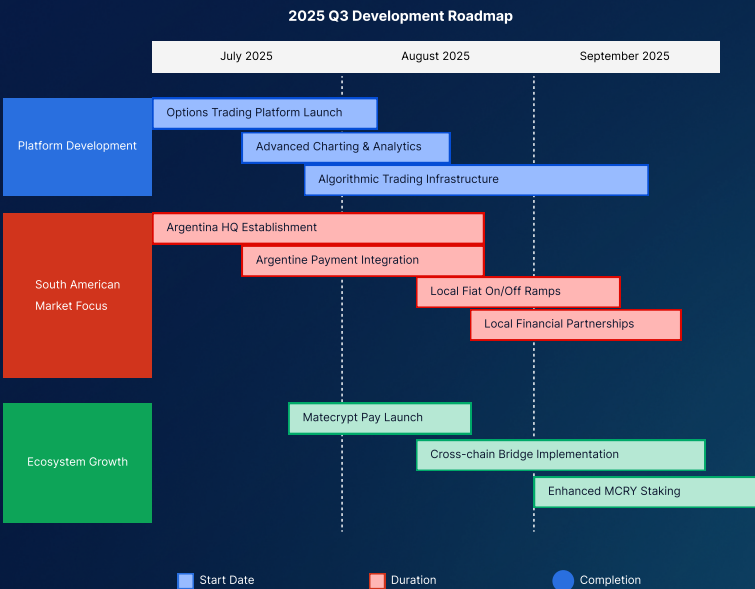 2025 Q3 Development Roadmap
July 2025
August 2025
September 2025
Platform Development
Options Trading Platform Launch
Advanced Charting & Analytics
Algorithmic Trading Infrastructure
South American
Market Focus
Argentina HQ Establishment
Argentine Payment Integration
Local Fiat On/Off Ramps
Local Financial Partnerships
Ecosystem Growth
Matecrypt Pay Launch
Cross-chain Bridge Implementation
Enhanced MCRY Staking
Start Date
Duration
Completion